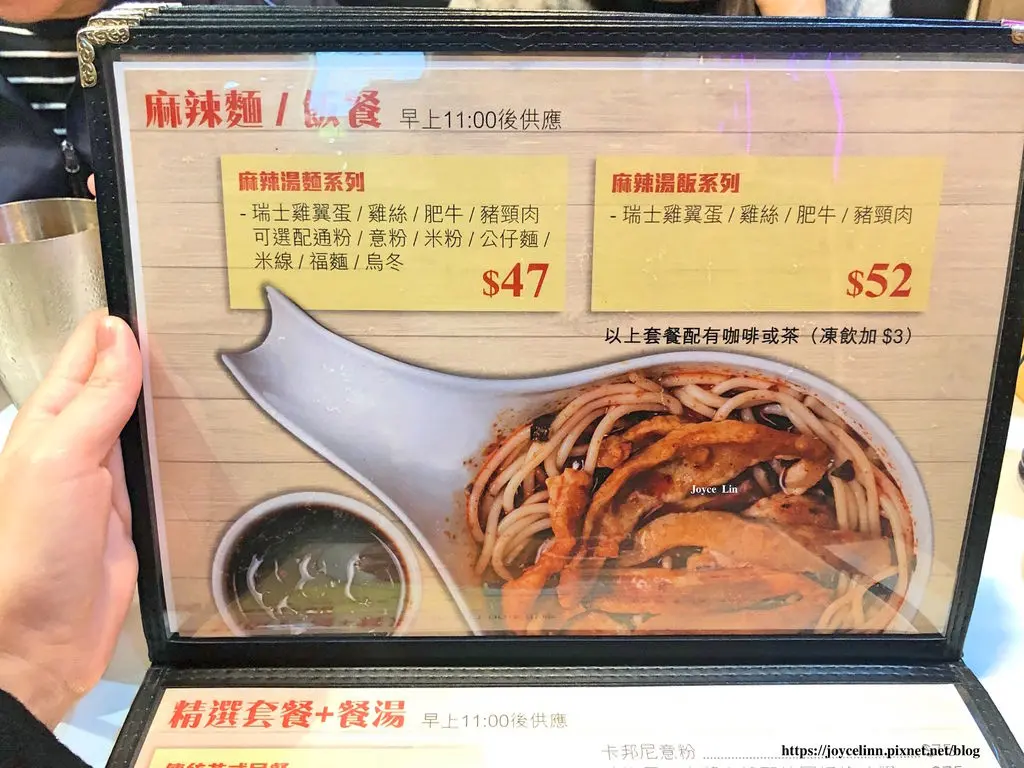 麻辣麵 / 飯餐 早上11:00後供應
麻辣湯麵系列
- 瑞士雞翼蛋 / 雞絲 / 肥牛 / 豬頸肉
可選配通粉 / 意粉 / 米粉 / 公仔麵 /
米線 / 福麵 / 烏冬
$47
麻辣湯飯系列
- 瑞士雞翼蛋 / 雞絲 / 肥牛 / 豬頸肉
$52
以上套餐配有咖啡或茶（凍飲加 $3）
Joyce Lin
精選套餐+餐湯 早上11:00後供應
卡邦尼意粉
https://joycelinn.pixnet.net/blog